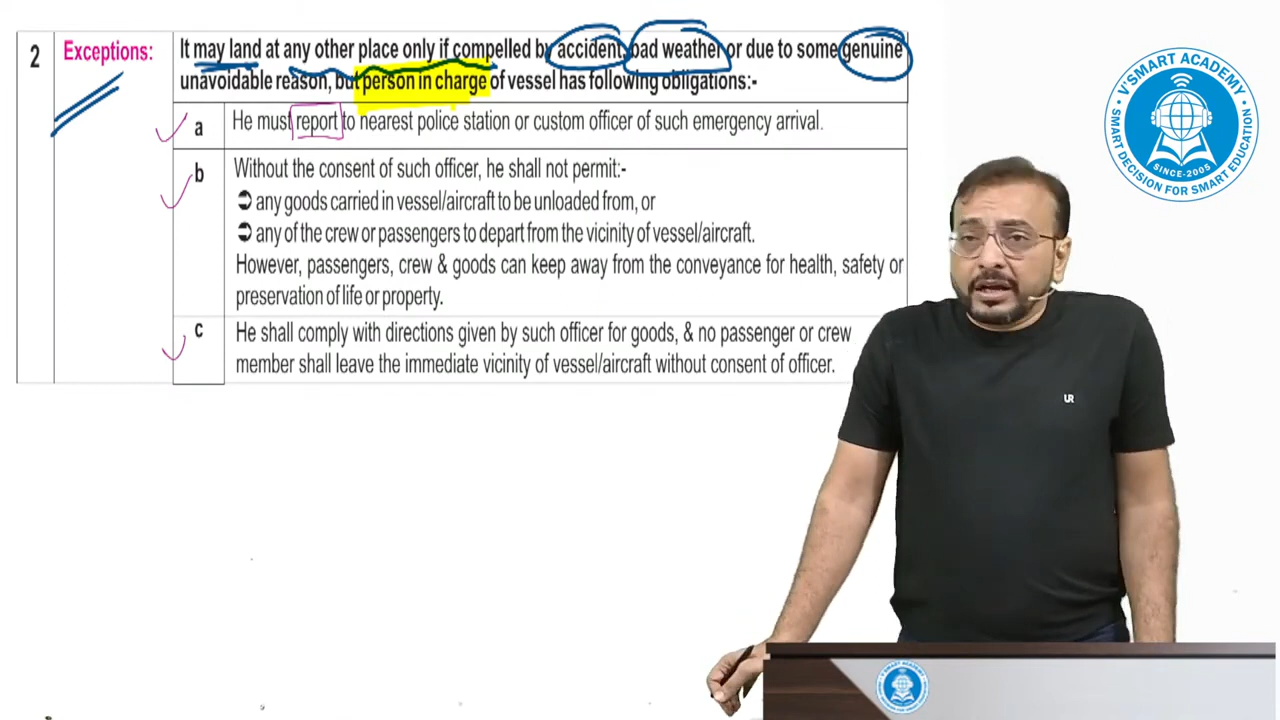 2 Exceptions: It may land at any other place only if compelled by accident, bad weather or due to some genuine
unavoidable reason, but person in charge of vessel has following obligations:-
a He must report to nearest police station or custom officer of such emergency arrival.
b Without the consent of such officer, he shall not permit:-
➲ any goods carried in vessel/aircraft to be unloaded from, or
➲ any of the crew or passengers to depart from the vicinity of vessel/aircraft.
However, passengers, crew & goods can keep away from the conveyance for health, safety or
preservation of life or property.
c He shall comply with directions given by such officer for goods, & no passenger or crew
member shall leave the immediate vicinity of vessel/aircraft without consent of officer.
V'SMART ACADEMY
SINCE-2005
SMART DECISION FOR SMART EDUCATION
UR
V'SMART ACADEMY